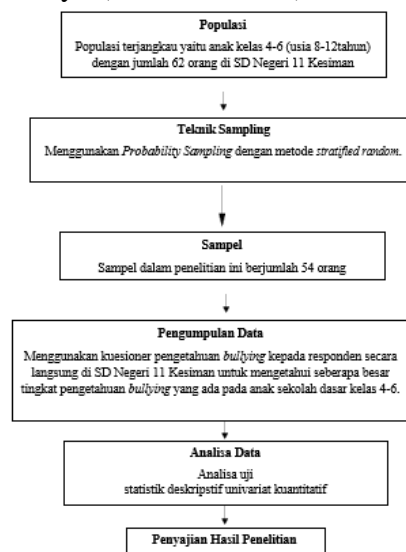 Populasi
Populasi terjangkau yaitu anak kelas 4-6 (usia 8-12tahun)
dengan jumlah 62 orang di SD Negeri 11 Kesiman
Teknik Sampling
Menggunakan Probability Sampling dengan metode stratified random.
Sampel
Sampel dalam penelitian ini berjumlah 54 orang
Pengumpulan Data
Menggunakan kuesioner pengetahuan bullying kepada responden secara
langsung di SD Negeri 11 Kesiman untuk mengetahui seberapa besar
tingkat pengetahuan bullying yang ada pada anak sekolah dasar kelas 4-6.
Analisa Data
Analisa uji
statistik deskriptif univariat kuantitatif
Penyajian Hasil Penelitian